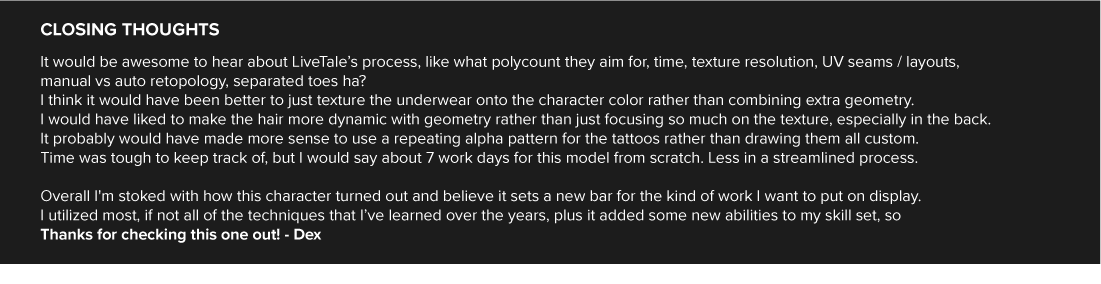 CLOSING THOUGHTS
It would be awesome to hear about LiveTale's process, like what polycount they aim for, time, texture resolution, UV seams / layouts,
manual vs auto retopology, separated toes ha?
I think it would have been better to just texture the underwear onto the character color rather than combining extra geometry.
I would have liked to make the hair more dynamic with geometry rather than just focusing so much on the texture, especially in the back.
It probably would have made more sense to use a repeating alpha pattern for the tattoos rather than drawing them all custom.
Time was tough to keep track of, but I would say about 7 work days for this model from scratch. Less in a streamlined process.
Overall I'm stoked with how this character turned out and believe it sets a new bar for the kind of work I want to put on display.
I utilized most, if not all of the techniques that I've learned over the years, plus it added some new abilities to my skill set, so
Thanks for checking this one out! - Dex